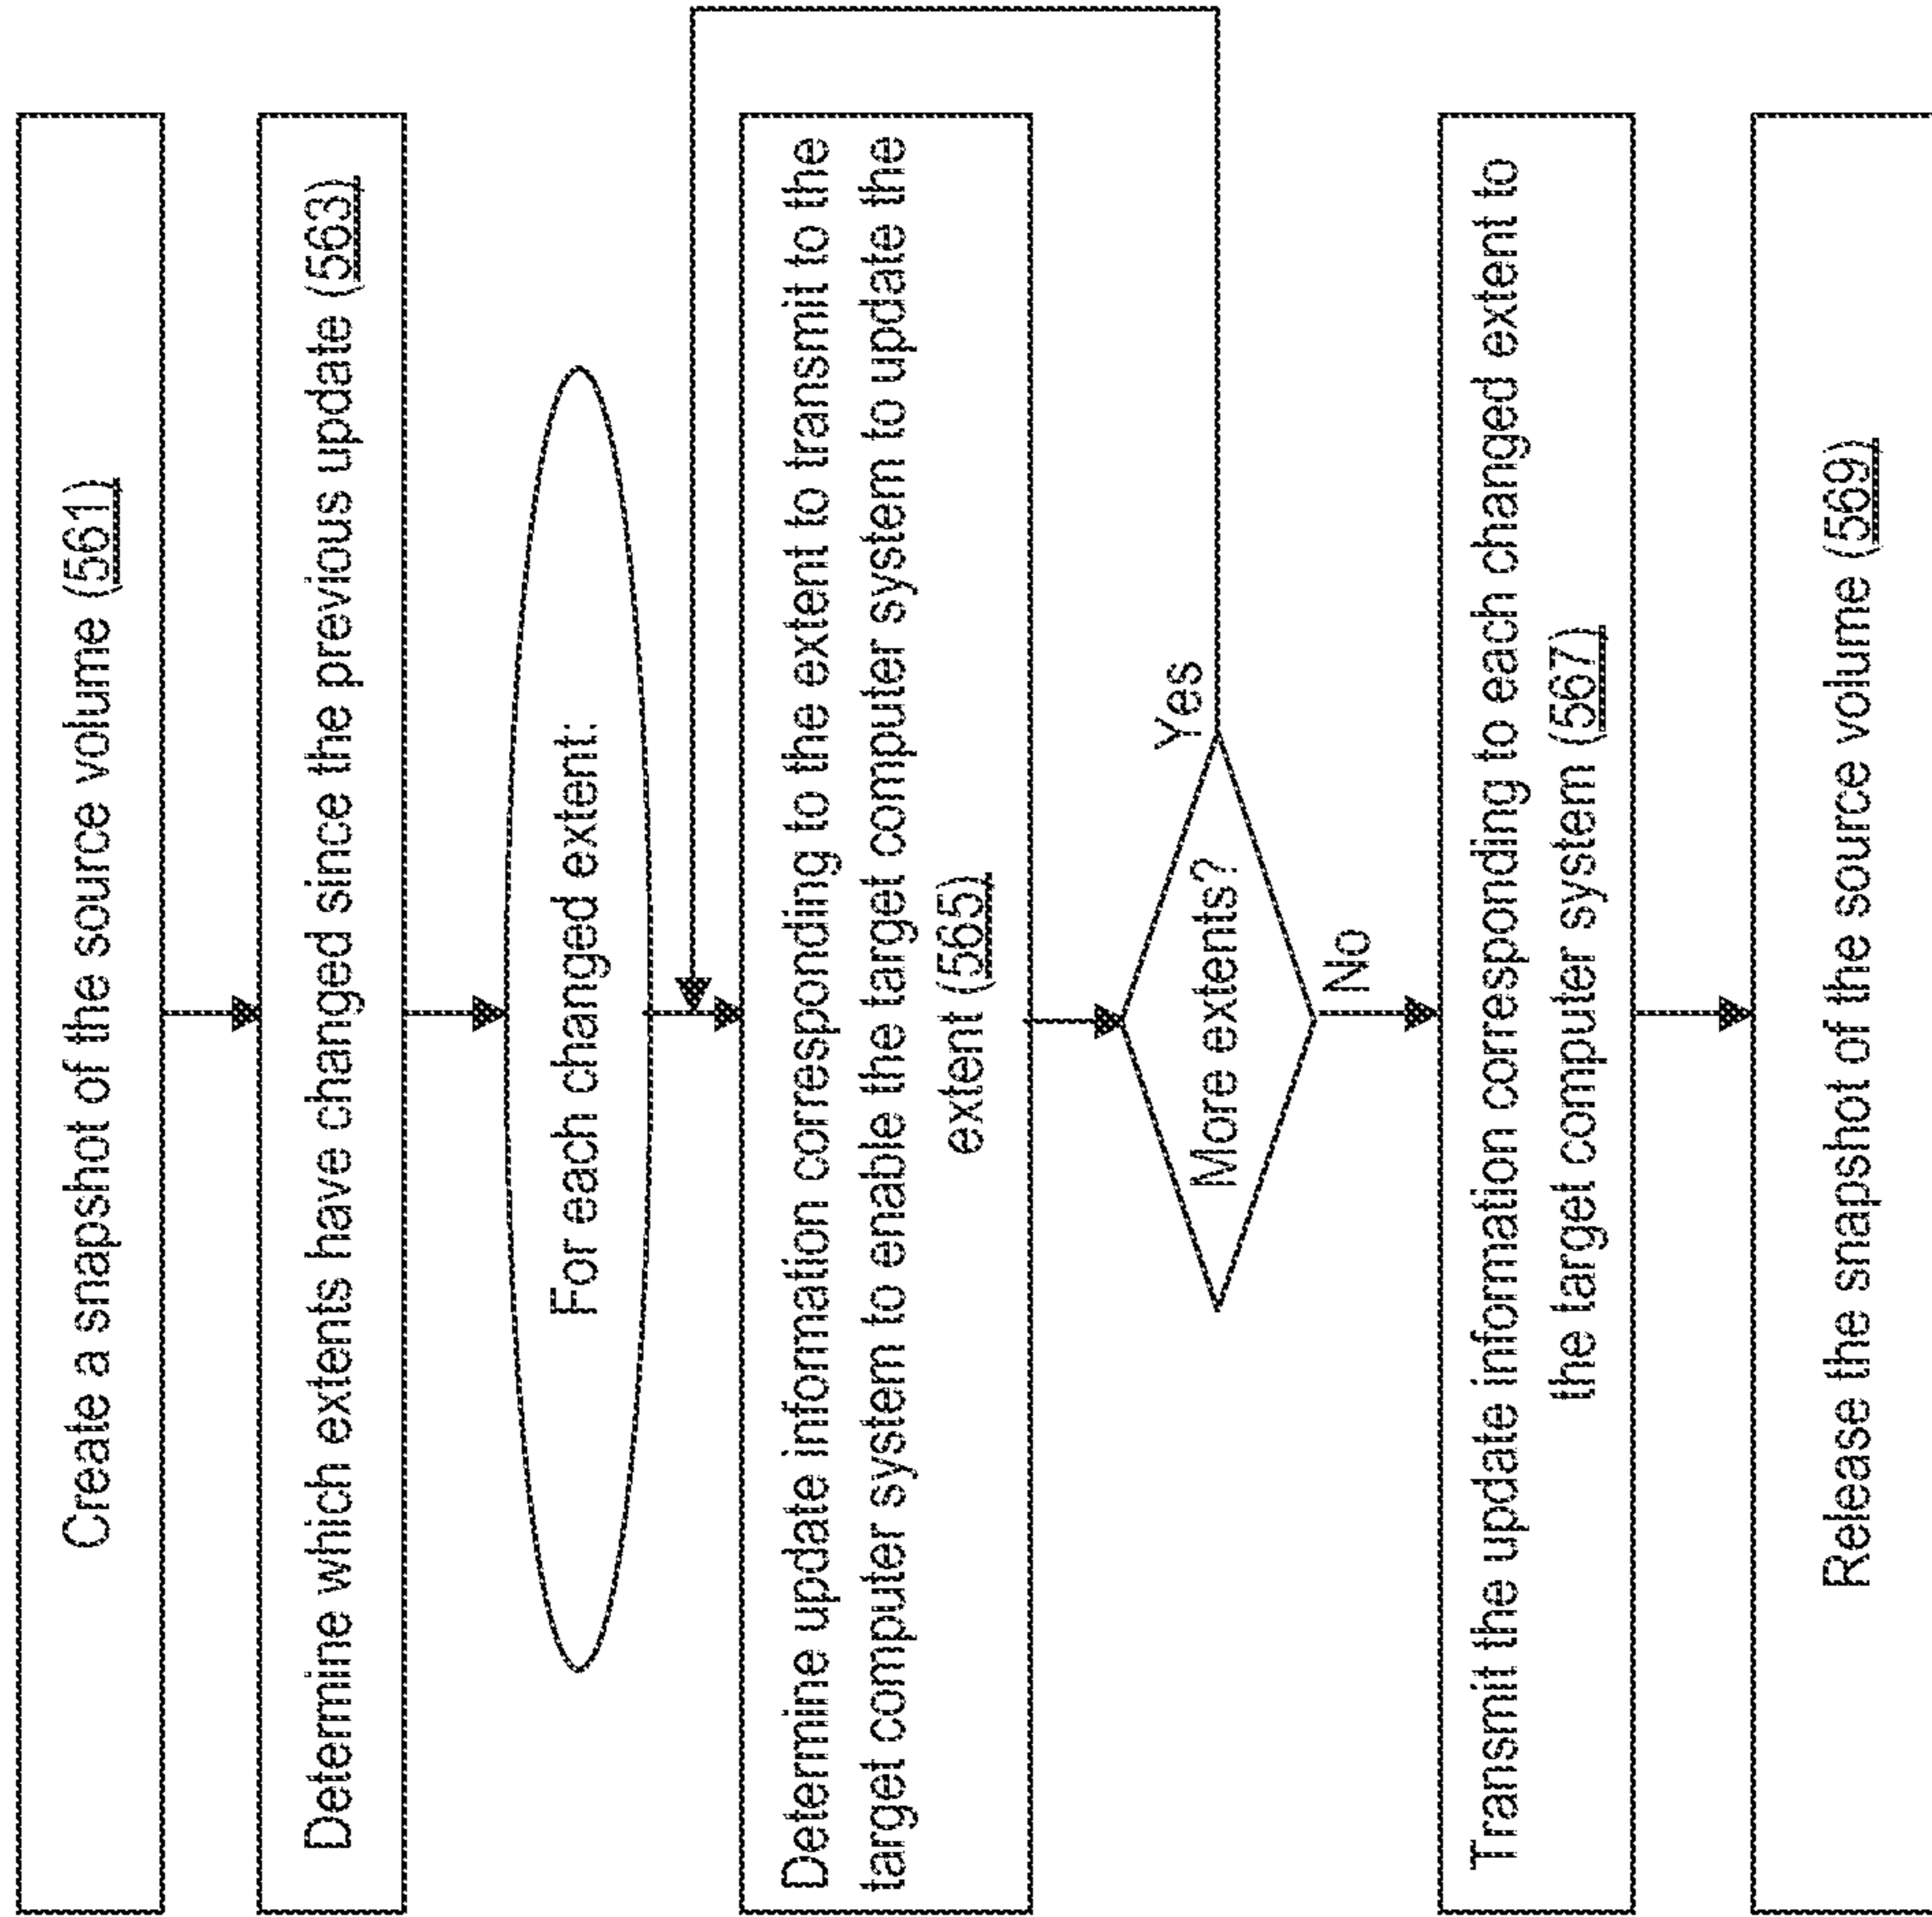 Create a snapshot of the source volume (561)
Determine which extents have changed since the previous update (563)
For each changed extent:
Determine update information corresponding to the extent to transmit to the
target computer system to enable the target computer system to update the
extent (565)
More extents?
Yes
No
Transmit the update information corresponding to each changed extent to
the target computer system (567)
Release the snapshot of the source volume (569)